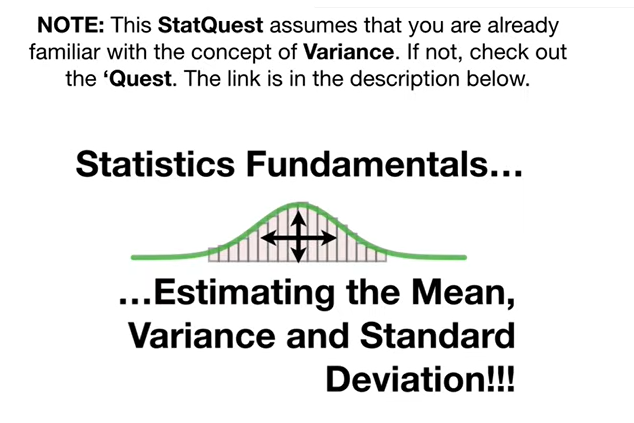 NOTE: This StatQuest assumes that you are already
familiar with the concept of Variance. If not, check out
the ‘Quest. The link is in the description below.
Statistics Fundamentals…
…Estimating the Mean,
Variance and Standard
Deviation!!!